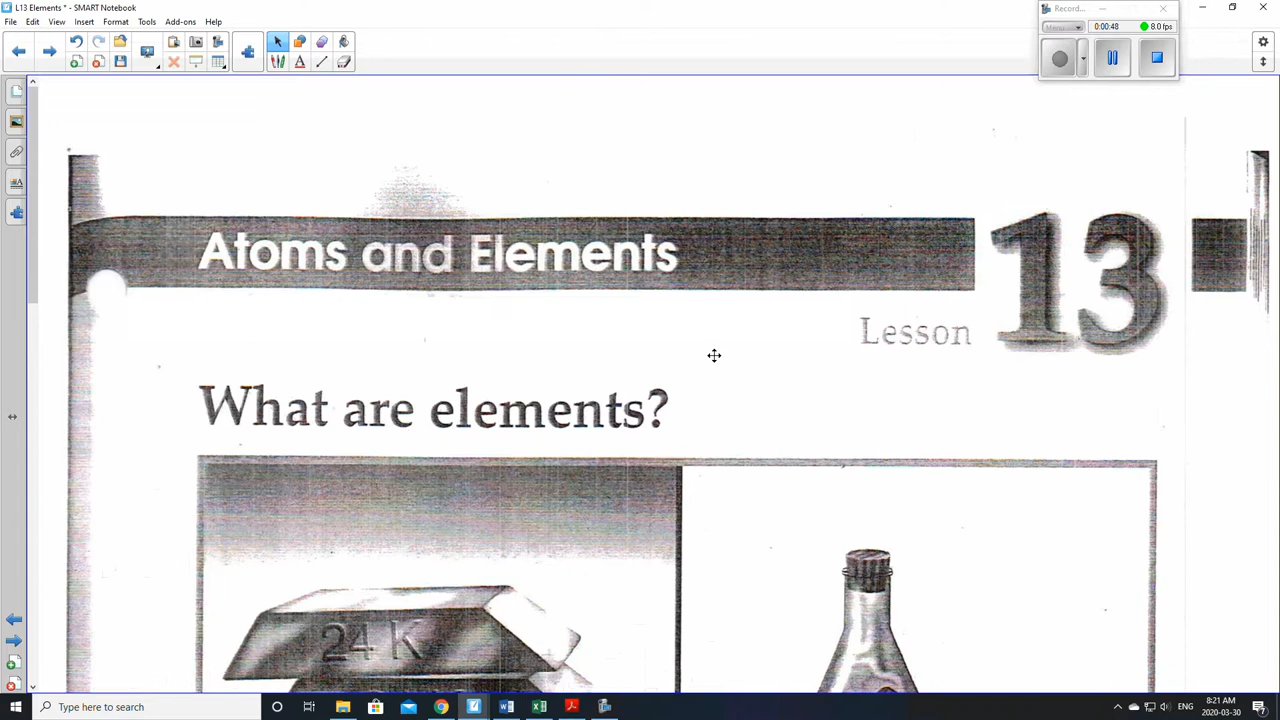 L13 Elements * - SMART Notebook
Record...
File Edit View Insert Format Tools Add-ons Help
Menu
0:00:48
8.0 fps
Atoms and Elements
13
Lesson
What are elements?
24 K
Type here to search
ENG
8:21 AM
2020-03-30